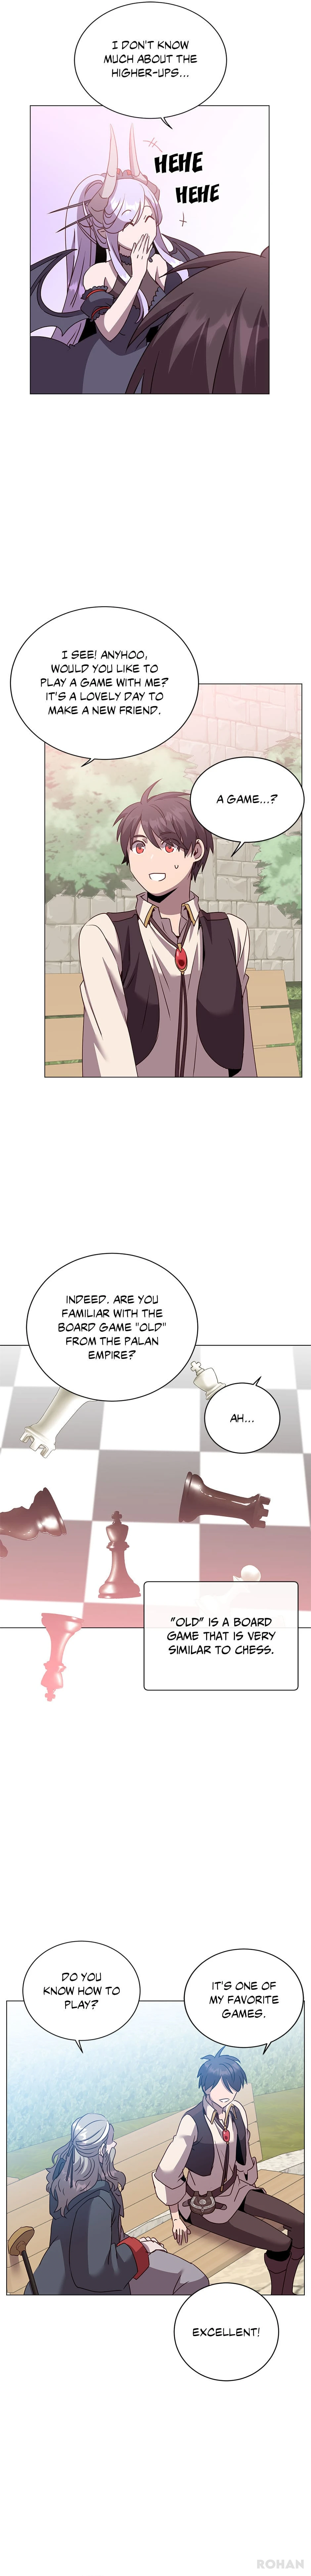 I DON'T KNOW
MUCH ABOUT THE
HIGHER-UPS...
HEHE
HEHE
I SEE! ANYHOO,
WOULD YOU LIKE TO
PLAY A GAME WITH ME?
IT'S A LOVELY DAY TO
MAKE A NEW FRIEND.
A GAME...?
INDEED. ARE YOU
FAMILIAR WITH THE
BOARD GAME "OLD"
FROM THE PALAN
EMPIRE?
AH...
"OLD" IS A BOARD
GAME THAT IS VERY
SIMILAR TO CHESS.
DO YOU
KNOW HOW TO
PLAY?
IT'S ONE OF
MY FAVORITE
GAMES.
EXCELLENT!
ROHAN